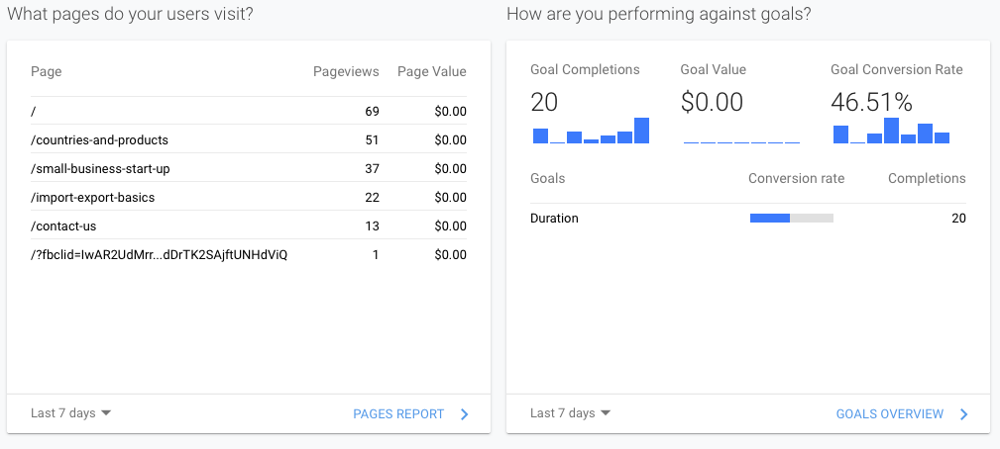 What pages do your users visit?
Page Pageviews Page Value
/ 69 $0.00
/countries-and-products 51 $0.00
/small-business-start-up 37 $0.00
/import-export-basics 22 $0.00
/contact-us 13 $0.00
/?fbclid=IwAR2UdMrr...dDrTK2SAjftUNHdViQ 1 $0.00
Last 7 days PAGES REPORT
How are you performing against goals?
Goal Completions Goal Value Goal Conversion Rate
20 $0.00 46.51%
Goals Conversion rate Completions
Duration 20
Last 7 days GOALS OVERVIEW